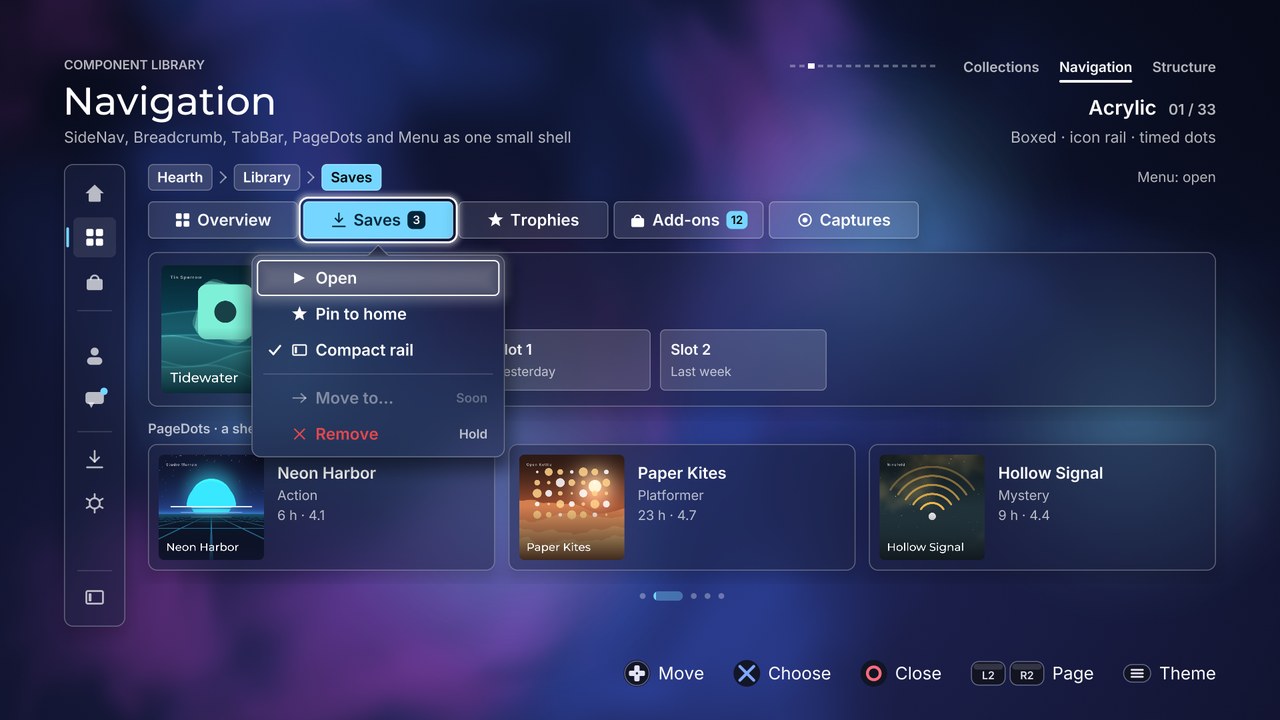 COMPONENT LIBRARY
Navigation
SideNav, Breadcrumb, TabBar, PageDots and Menu as one small shell
Collections Navigation Structure
Acrylic 01 / 33
Boxed · icon rail · timed dots
Hearth Library Saves
Menu: open
Overview Saves 3 Trophies Add-ons 12 Captures
Tidewater
Open
Pin to home
Compact rail
Move to... Soon
Remove Hold
lot 1
esterday
Slot 2
Last week
PageDots · a she
Neon Harbor
Neon Harbor
Action
6 h · 4.1
Paper Kites
Paper Kites
Platformer
23 h · 4.7
Hollow Signal
Hollow Signal
Mystery
9 h · 4.4
Move Choose Close L2 R2 Page Theme